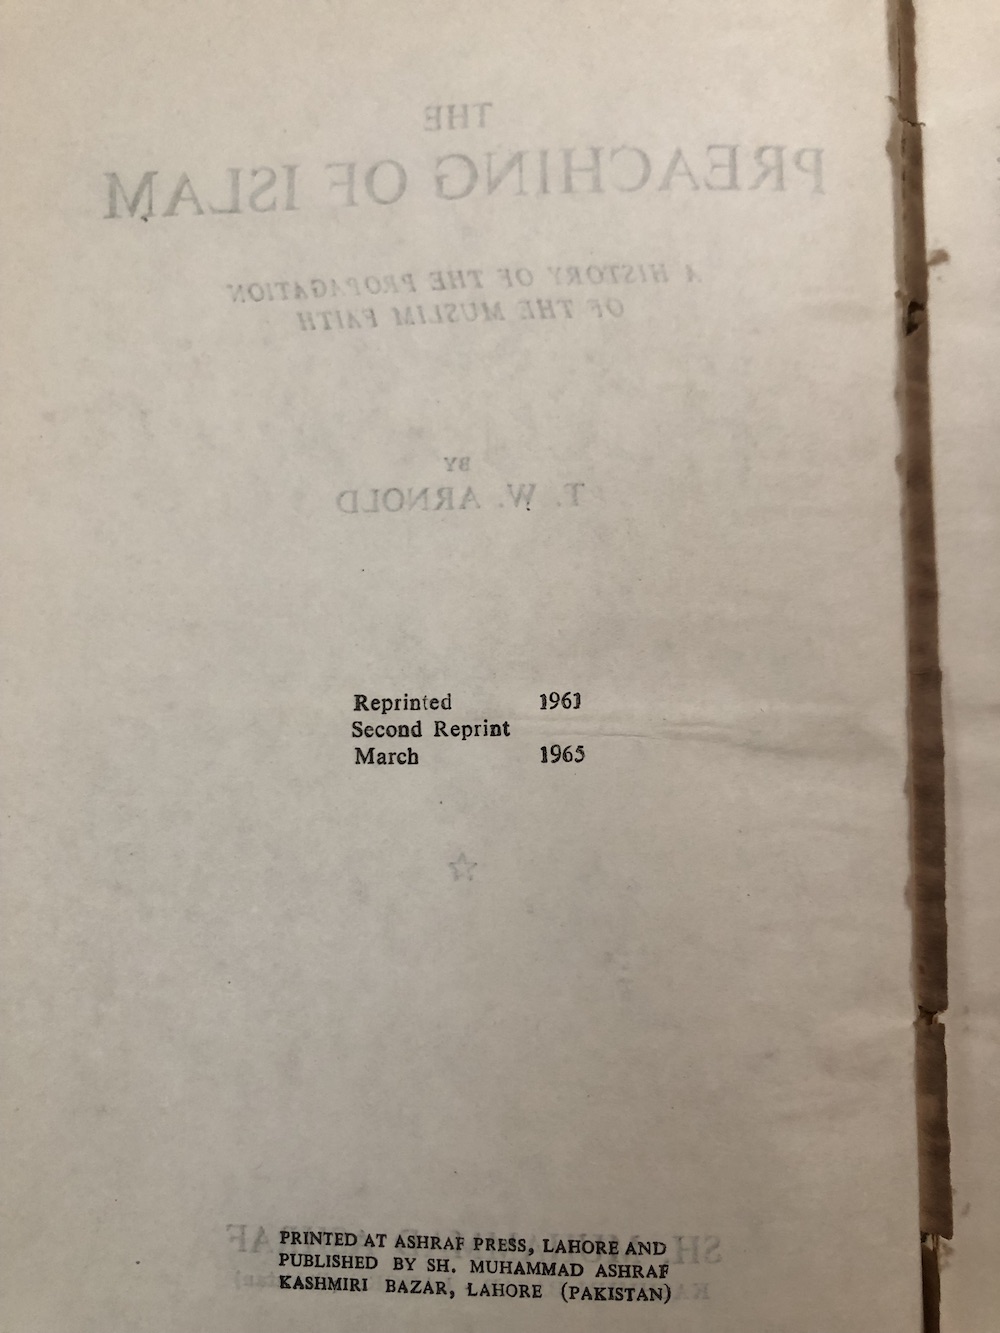 THE
PREACHING OF ISLAM
A HISTORY OF THE PROPAGATION
OF THE MUSLIM FAITH
BY
T. W. ARNOLD
Reprinted 1961
Second Reprint
March 1965
PRINTED AT ASHRAF PRESS, LAHORE AND
PUBLISHED BY SH. MUHAMMAD ASHRAF
KASHMIRI BAZAR, LAHORE (PAKISTAN)